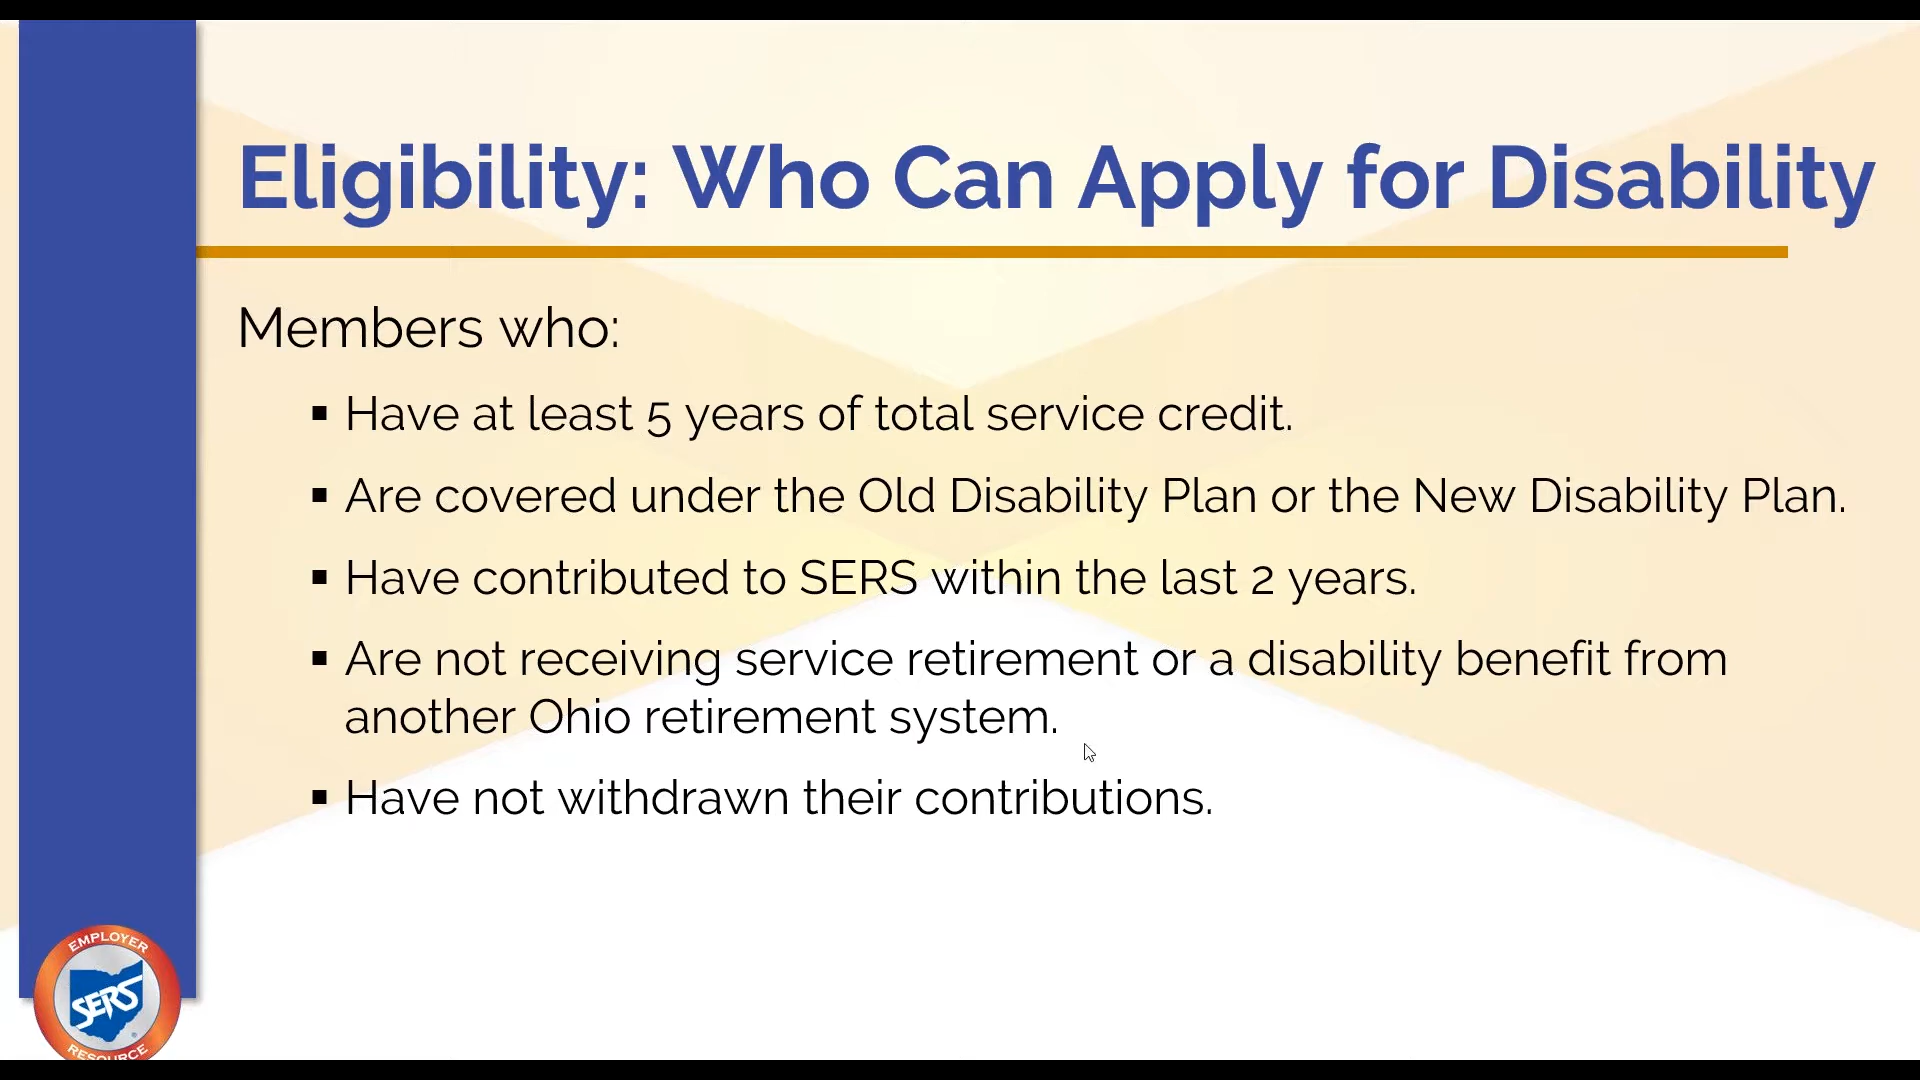 Eligibility: Who Can Apply for Disability
Members who:
▪ Have at least 5 years of total service credit.
▪ Are covered under the Old Disability Plan or the New Disability Plan.
▪ Have contributed to SERS within the last 2 years.
▪ Are not receiving service retirement or a disability benefit from
another Ohio retirement system.
▪ Have not withdrawn their contributions.
EMPLOYER
SERS
RESOURCE